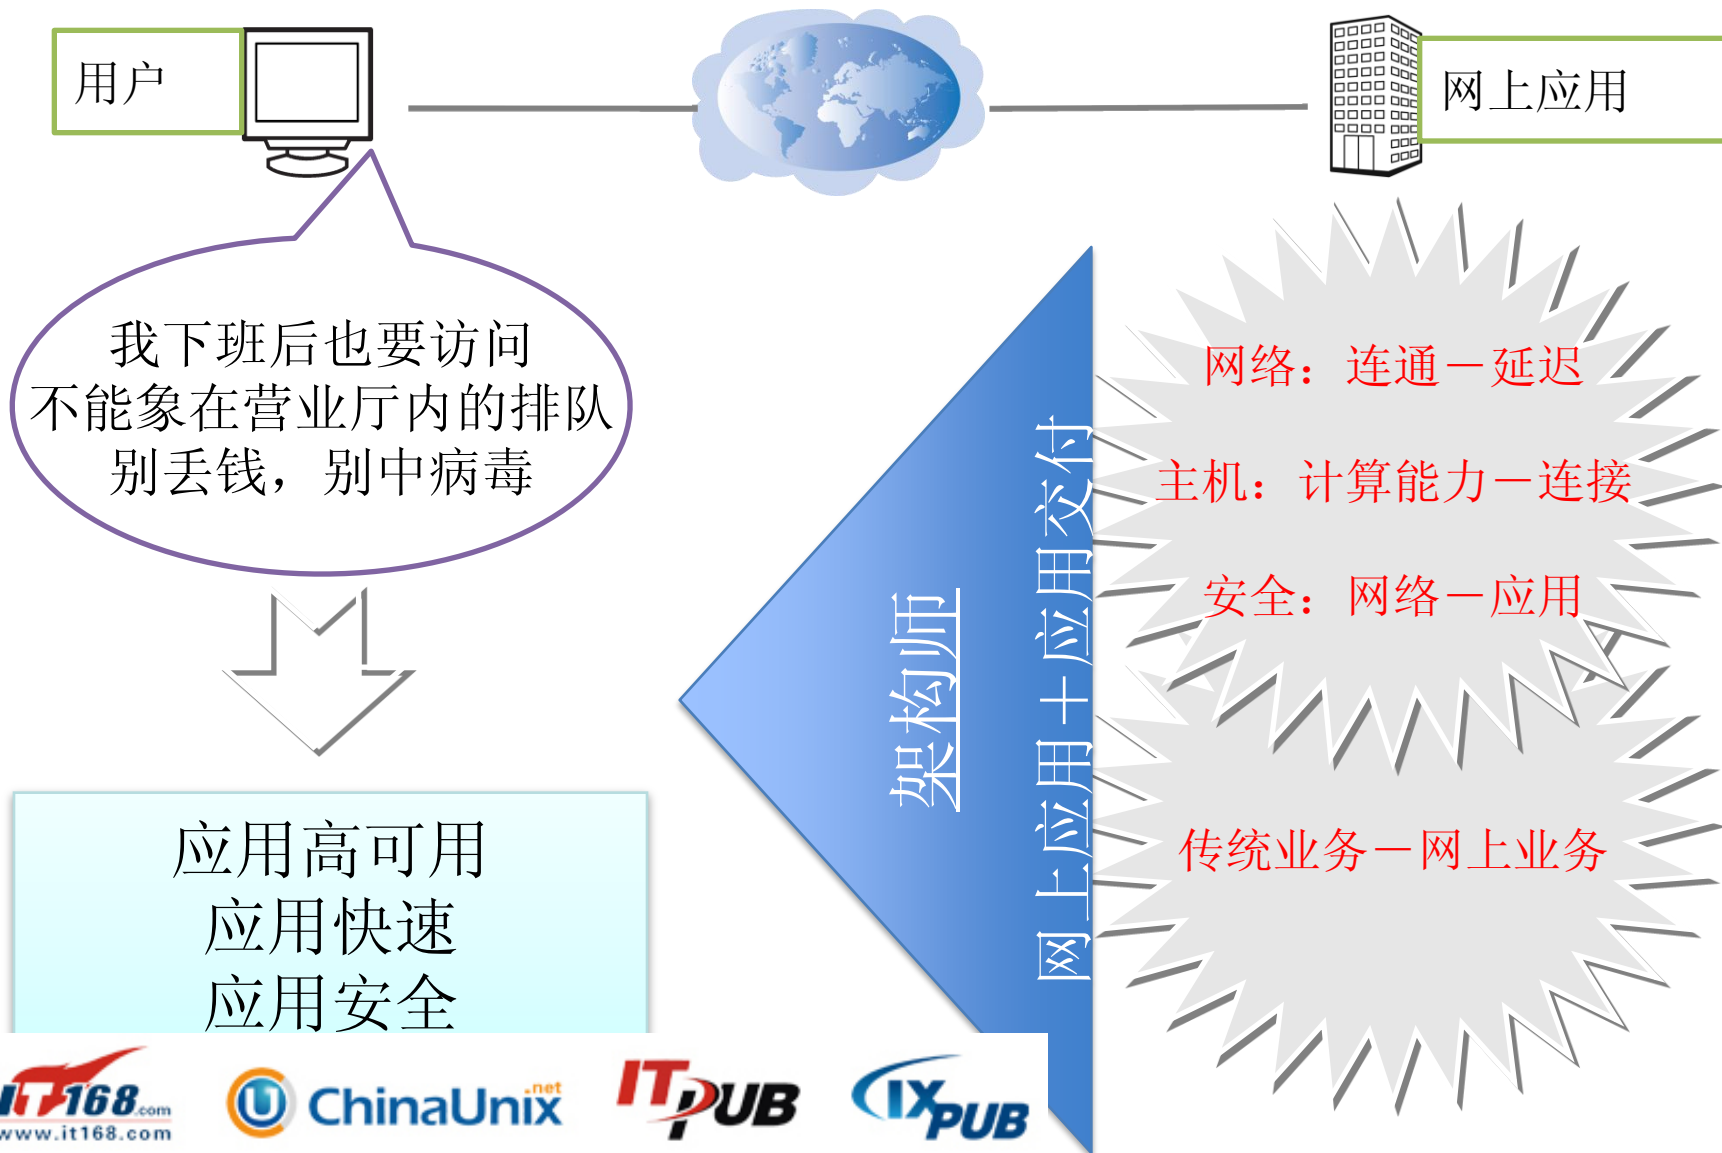 用户
网上应用
我下班后也要访问
不能象在营业厅内的排队
别丢钱，别中病毒
应用高可用
应用快速
应用安全
架构师
网上应用＋应用交付
网络：连通－延迟
主机：计算能力－连接
安全：网络－应用
传统业务－网上业务
IT168.com
www.it168.com
ChinaUnix.net
ITPUB
IXPUB